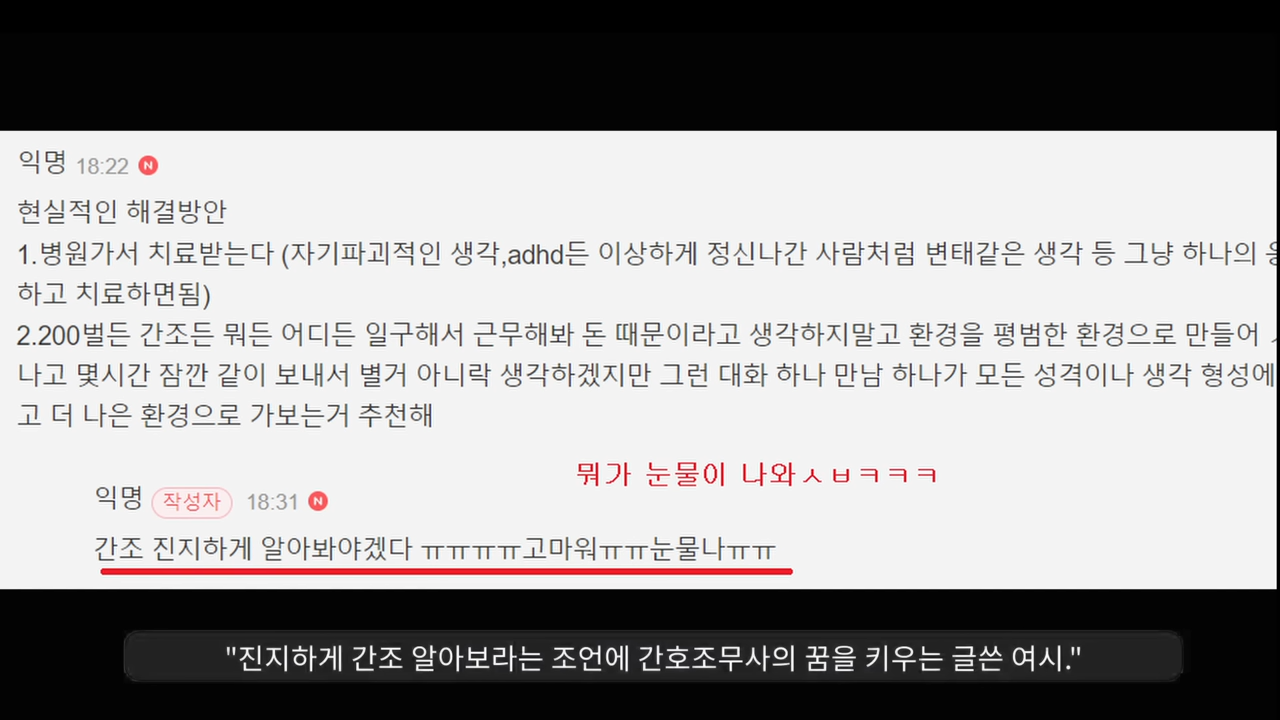 익명 18:22 N
현실적인 해결방안
1.병원가서 치료받는다 (자기파괴적인 생각,adhd든 이상하게 정신나간 사람처럼 변태같은 생각 등 그냥 하나의
하고 치료하면됨)
2.200벌든 간조든 뭐든 어디든 일구해서 근무해봐 돈 때문이라고 생각하지말고 환경을 평범한 환경으로 만들어
나고 몇시간 잠깐 같이 보내서 별거 아니락 생각하겠지만 그런 대화 하나 만남 하나가 모든 성격이나 생각 형성에
고 더 나은 환경으로 가보는거 추천해
뭐가 눈물이 나와ㅅㅂㅋㅋㅋ
익명 작성자 18:31 N
간조 진지하게 알아봐야겠다 ㅠㅠㅠㅠ고마워ㅠㅠ눈물나ㅠㅠ
"진지하게 간조 알아보라는 조언에 간호조무사의 꿈을 키우는 글쓴 여시."